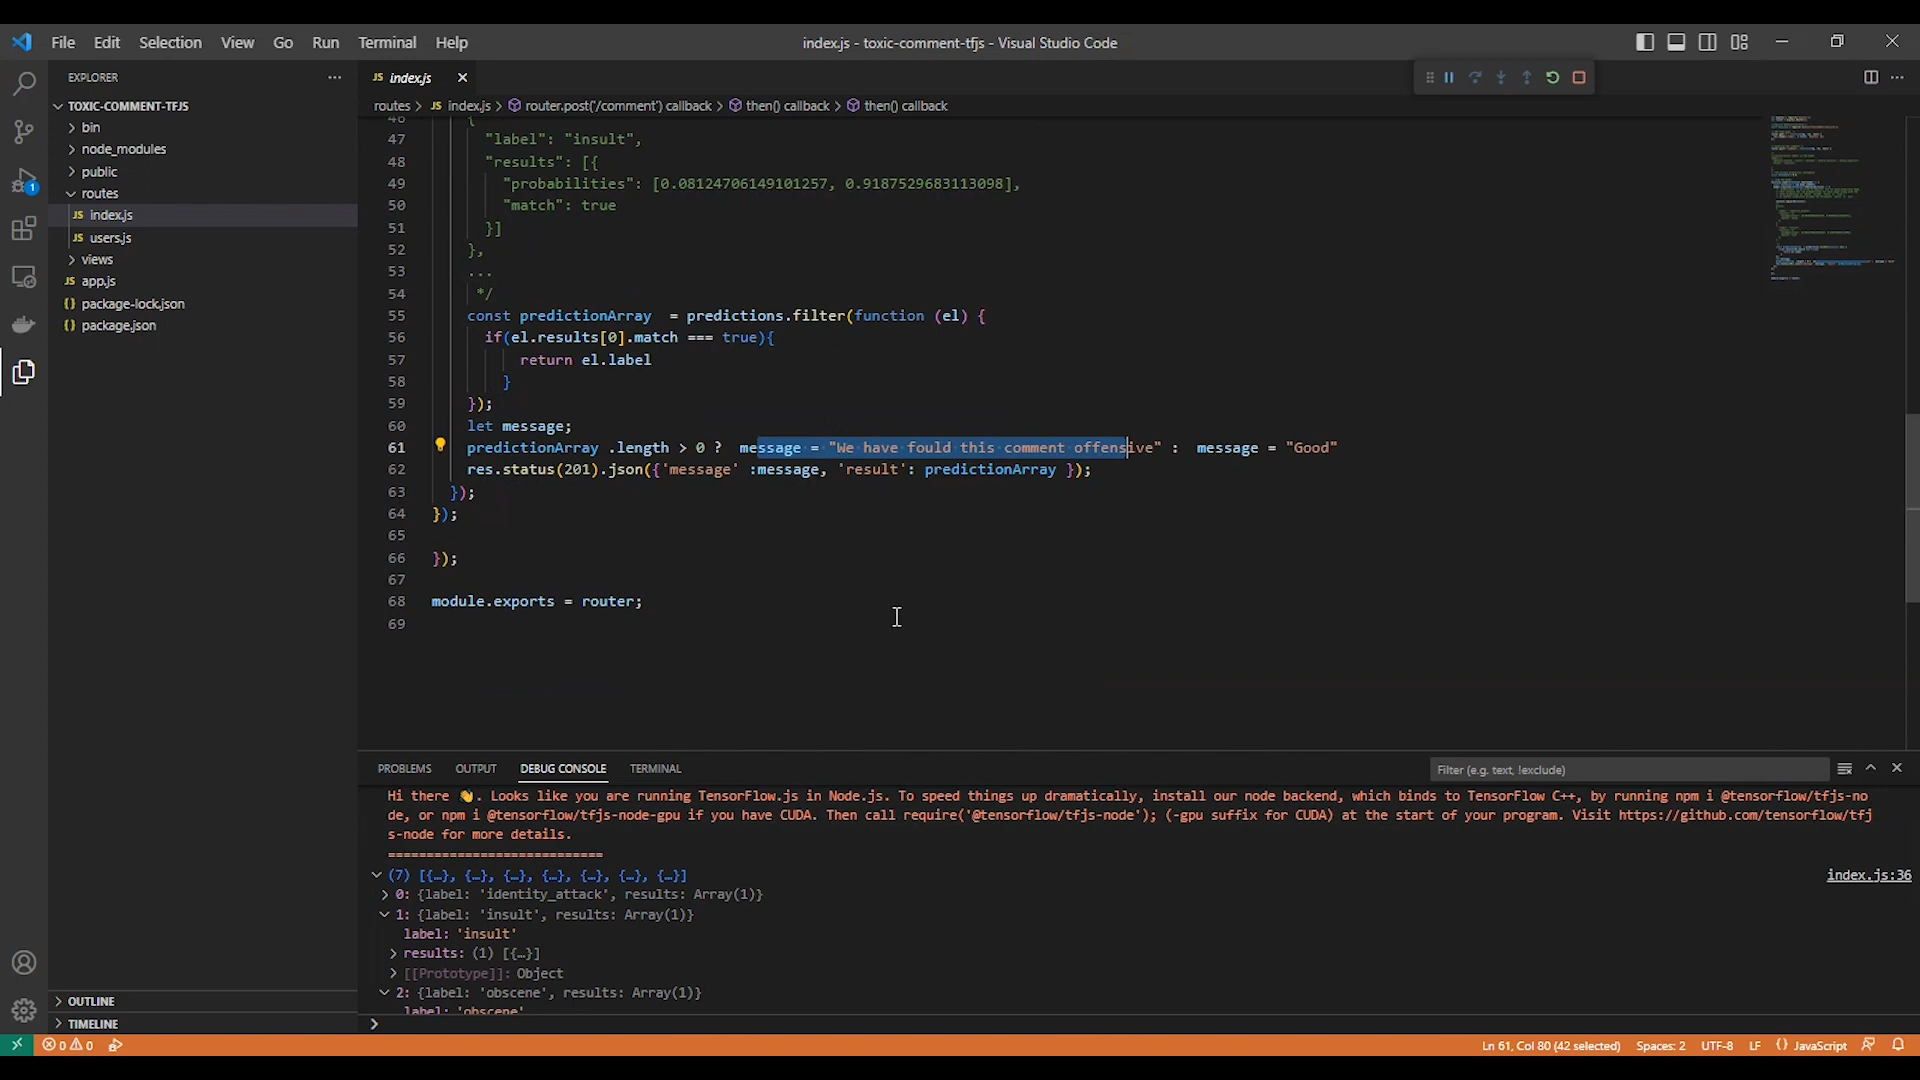 File Edit Selection View Go Run Terminal Help
index.js - toxic-comment-tfjs - Visual Studio Code
EXPLORER
TOXIC-COMMENT-TFJS
bin
node_modules
public
routes
JS index.js
JS users.js
views
JS app.js
{} package-lock.json
{} package.json
OUTLINE
TIMELINE
1
JS index.js
routes > JS index.js > router.post('/comment') callback > then() callback > then() callback
46 {
47 "label": "insult",
48 "results": [{
49 "probabilities": [0.08124706149101257, 0.9187529683113098],
50 "match": true
51 }]
52 },
53 ...
54 */
55 const predictionArray  = predictions.filter(function (el) {
56 if(el.results[0].match === true){
57 return el.label
58 }
59 });
60 let message;
61 predictionArray .length > 0 ?  message = "We have fould this comment offensive" :  message = "Good"
62 res.status(201).json({'message' :message, 'result': predictionArray });
63 });
64 });
65
66 });
67
68 module.exports = router;
69
PROBLEMS OUTPUT DEBUG CONSOLE TERMINAL
Filter (e.g. text, !exclude)
Hi there 👋. Looks like you are running TensorFlow.js in Node.js. To speed things up dramatically, install our node backend, which binds to TensorFlow C++, by running npm i @tensorflow/tfjs-no
de, or npm i @tensorflow/tfjs-node-gpu if you have CUDA. Then call require('@tensorflow/tfjs-node'); (-gpu suffix for CUDA) at the start of your program. Visit https://github.com/tensorflow/tfj
s-node for more details.
============================
(7) [{…}, {…}, {…}, {…}, {…}, {…}, {…}]
index.js:36
0: {label: 'identity_attack', results: Array(1)}
1: {label: 'insult', results: Array(1)}
label: 'insult'
results: (1) [{…}]
[[Prototype]]: Object
2: {label: 'obscene', results: Array(1)}
label: 'obscene'
0 0
Ln 61, Col 80 (42 selected) Spaces: 2 UTF-8 LF {} JavaScript